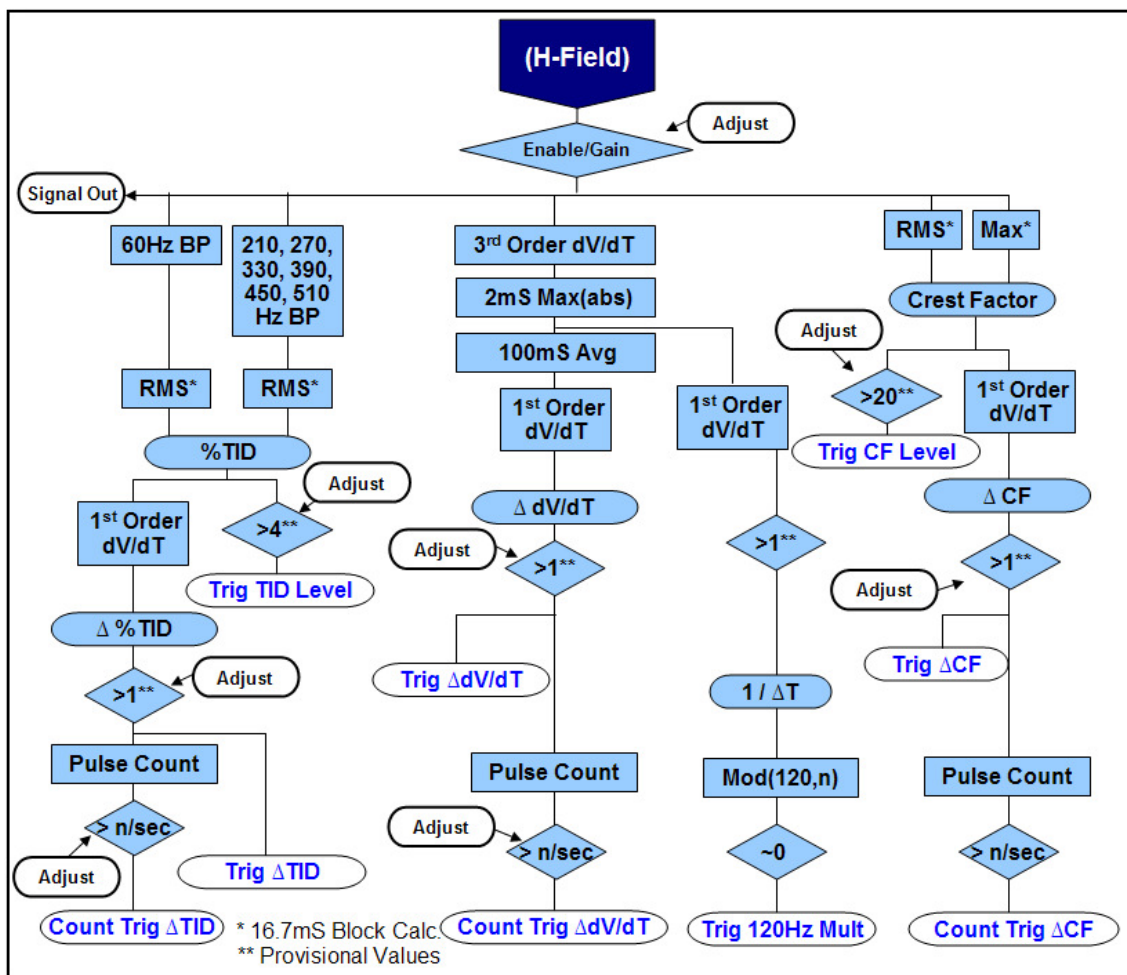 (H-Field)
Adjust
Enable/Gain
Signal Out
60Hz BP
210, 270,
330, 390,
450, 510
Hz BP
3rd Order dV/dT
RMS*
Max*
2mS Max(abs)
Crest Factor
Adjust
100mS Avg
RMS*
RMS*
1st Order
dV/dT
1st Order
dV/dT
>20**
1st Order
dV/dT
Trig CF Level
%TID
Adjust
1st Order
dV/dT
>4**
Δ dV/dT
Δ CF
Adjust
>1**
>1**
>1**
Trig TID Level
Adjust
Δ %TID
Trig ΔdV/dT
Trig ΔCF
Adjust
>1**
1 / ΔT
Pulse Count
Pulse Count
Mod(120,n)
Pulse Count
> n/sec
Adjust
> n/sec
~0
> n/sec
Adjust
Trig ΔTID
Count Trig ΔTID
* 16.7mS Block Calc.
** Provisional Values
Count Trig ΔdV/dT
Trig 120Hz Mult
Count Trig ΔCF